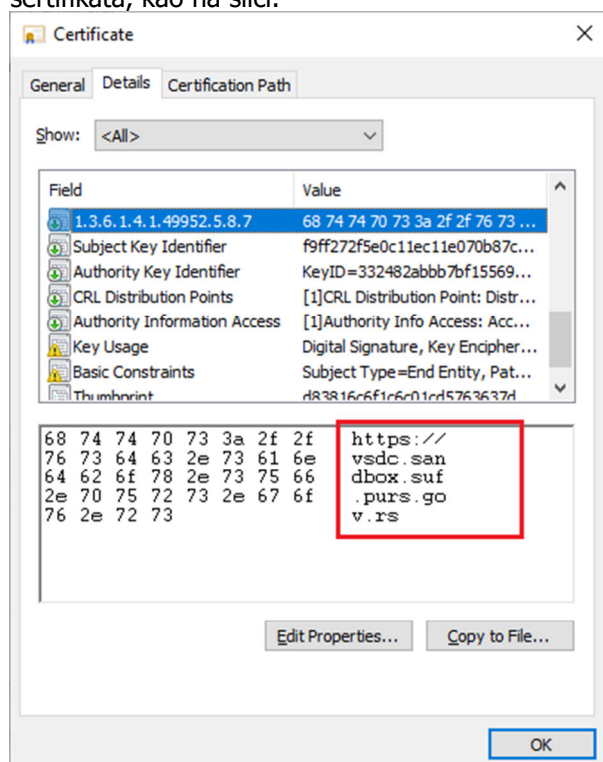 sertifikata, kao na slici:
Certificate
General Details Certification Path
Show: <All>
Field Value
1.3.6.1.4.1.49952.5.8.7 68 74 74 70 73 3a 2f 2f 76 73 ...
Subject Key Identifier f9ff272f5e0c11ec11e070b87c...
Authority Key Identifier KeyID=332482abbb7bf15569...
CRL Distribution Points [1]CRL Distribution Point: Distr...
Authority Information Access [1]Authority Info Access: Acc...
Key Usage Digital Signature, Key Encipher...
Basic Constraints Subject Type=End Entity, Pat...
Thumbprint d83816c6f1c6c01cd5763637d
68 74 74 70 73 3a 2f 2f https://
76 73 64 63 2e 73 61 6e vsdc.san
64 62 6f 78 2e 73 75 66 dbox.suf
2e 70 75 72 73 2e 67 6f .purs.go
76 2e 72 73 v.rs
Edit Properties... Copy to File...
OK